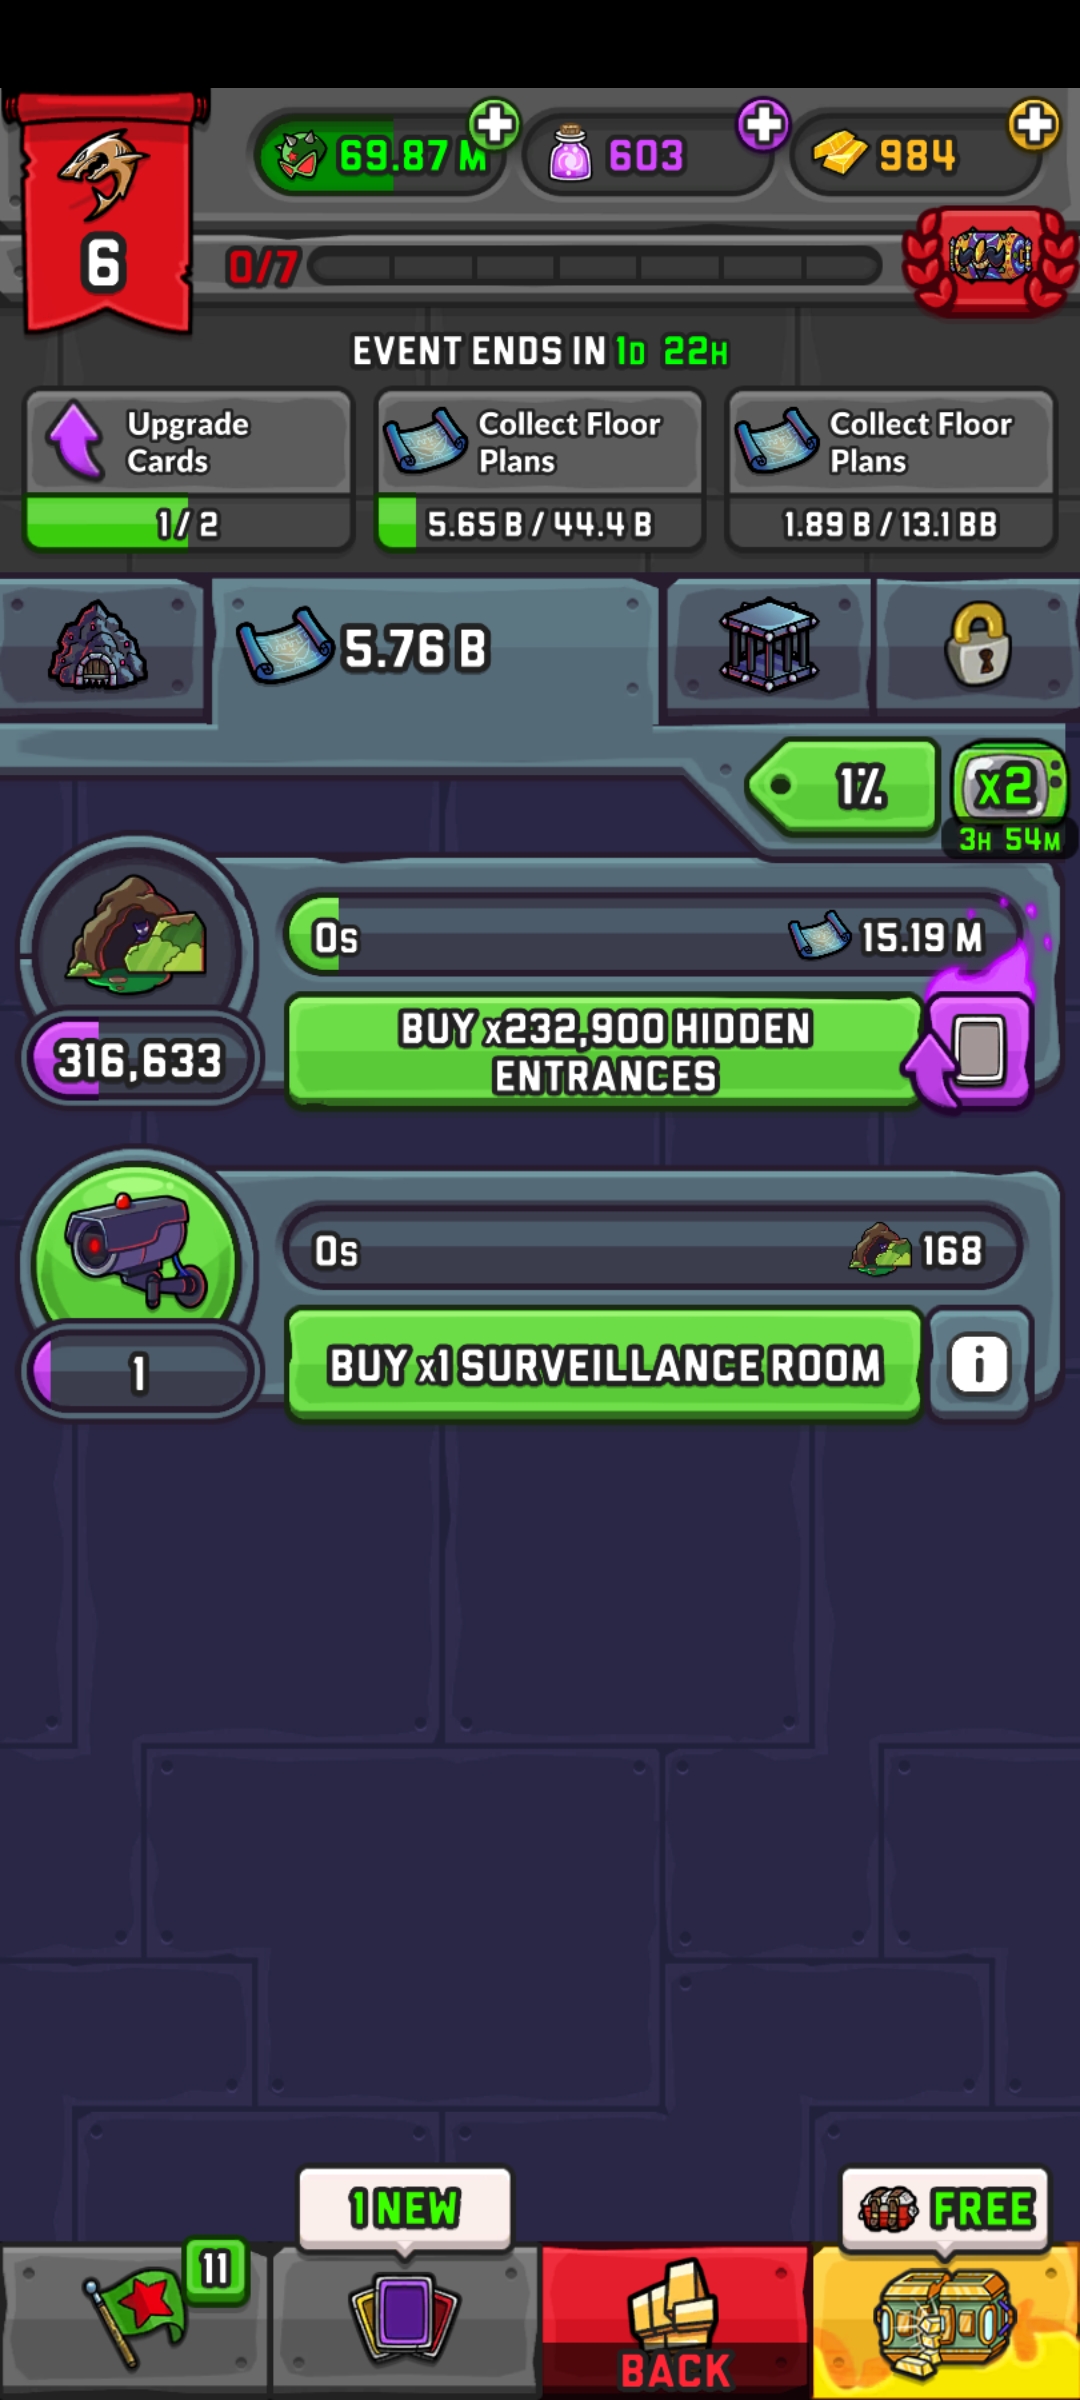 69.87 M
603
984
6
0/7
EVENT ENDS IN 1D 22H
Upgrade
Cards
1 / 2
Collect Floor
Plans
5.65 B / 44.4 B
Collect Floor
Plans
1.89 B / 13.1 BB
5.76 B
1%
x2
3H 54M
0s
15.19 M
316,633
BUY x232,900 HIDDEN
ENTRANCES
0s
168
1
BUY x1 SURVEILLANCE ROOM
i
11
1 NEW
BACK
FREE